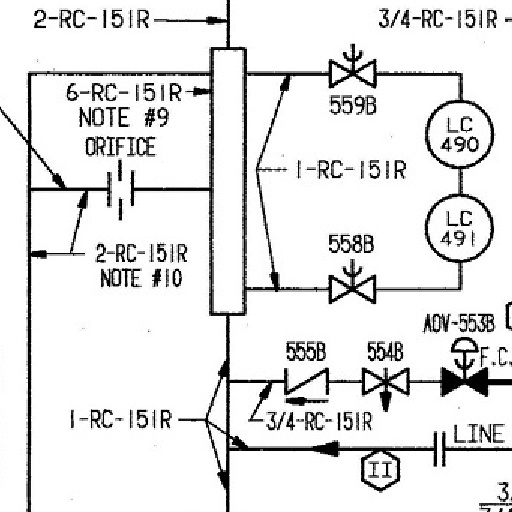 2-RC-151R
3/4-RC-151R
6-RC-151R
NOTE #9
ORIFICE
559B
LC
490
1-RC-151R
LC
491
2-RC-151R
NOTE #10
558B
AOV-553B
555B
554B
F.C.
1-RC-151R
3/4-RC-151R
LINE
II